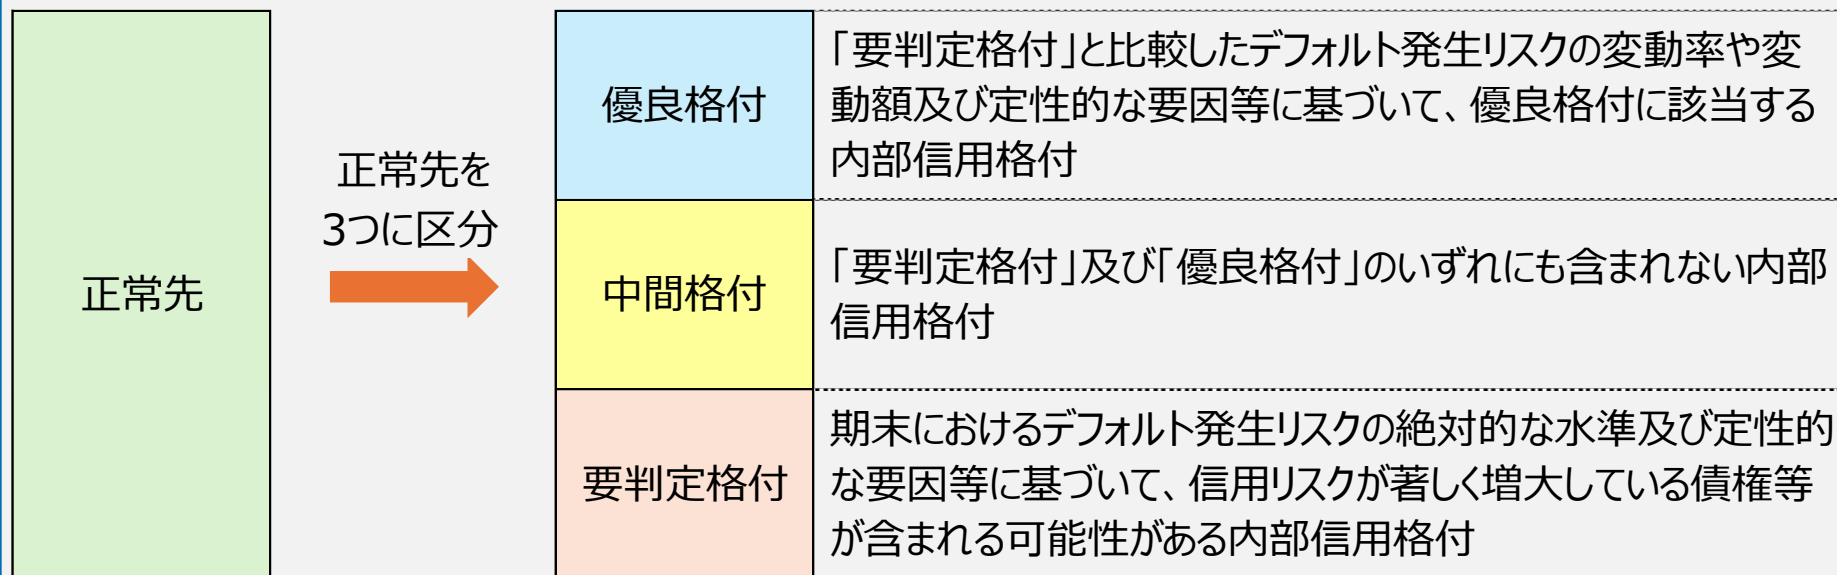 正常先
正常先を
3つに区分
優良格付
「要判定格付」と比較したデフォルト発生リスクの変動率や変
動額及び定性的な要因等に基づいて、優良格付に該当する
内部信用格付
中間格付
「要判定格付」及び「優良格付」のいずれにも含まれない内部
信用格付
要判定格付
期末におけるデフォルト発生リスクの絶対的な水準及び定性的
な要因等に基づいて、信用リスクが著しく増大している債権等
が含まれる可能性がある内部信用格付